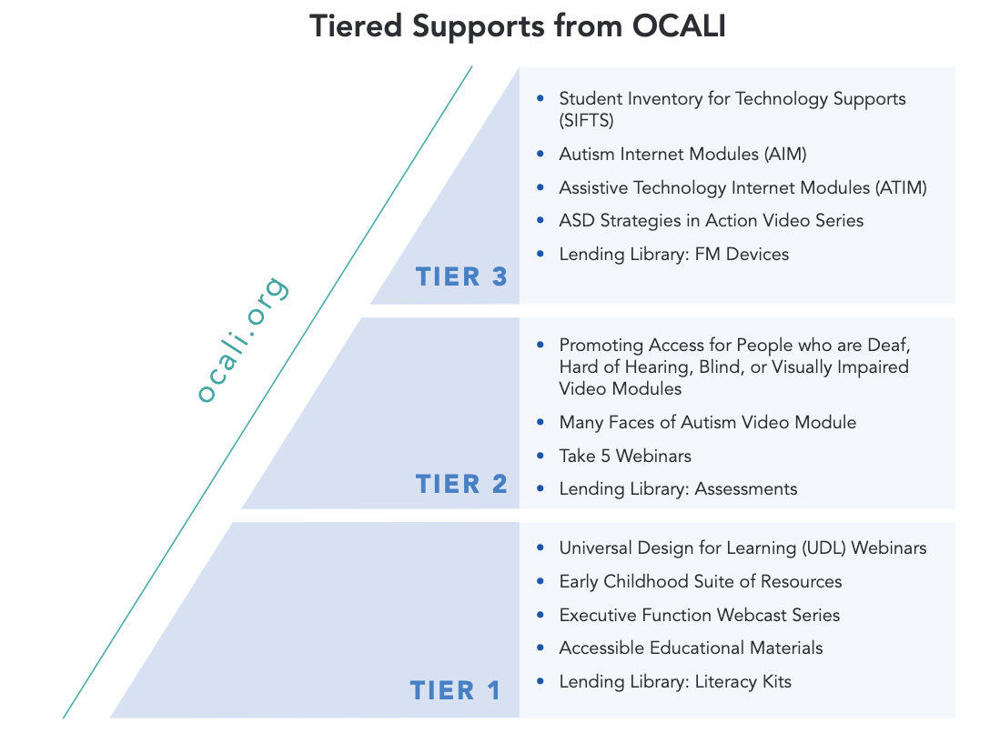 Tiered Supports from OCALI
ocali.org
TIER 3
• Student Inventory for Technology Supports
(SIFTS)
• Autism Internet Modules (AIM)
• Assistive Technology Internet Modules (ATIM)
• ASD Strategies in Action Video Series
• Lending Library: FM Devices
TIER 2
• Promoting Access for People who are Deaf,
Hard of Hearing, Blind, or Visually Impaired
Video Modules
• Many Faces of Autism Video Module
• Take 5 Webinars
• Lending Library: Assessments
TIER 1
• Universal Design for Learning (UDL) Webinars
• Early Childhood Suite of Resources
• Executive Function Webcast Series
• Accessible Educational Materials
• Lending Library: Literacy Kits